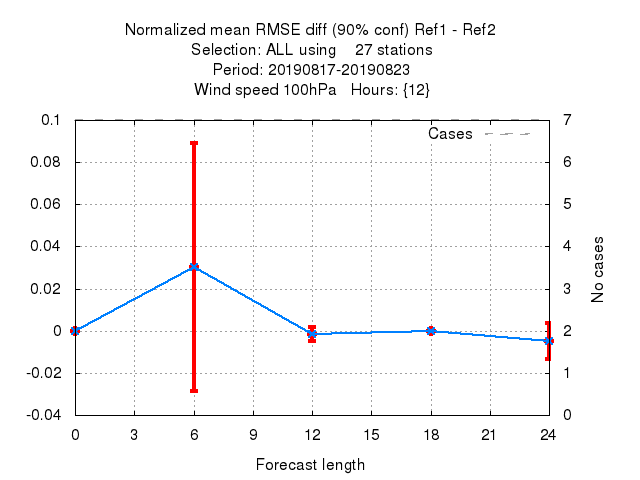 Normalized mean RMSE diff (90% conf) Ref1 - Ref2
Selection: ALL using    27 stations
Period: 20190817-20190823
Wind speed 100hPa   Hours: {12}
Cases
0.1
0.08
0.06
0.04
0.02
0
-0.02
-0.04
7
6
5
4
3
2
1
0
No cases
0 3 6 9 12 15 18 21 24
Forecast length